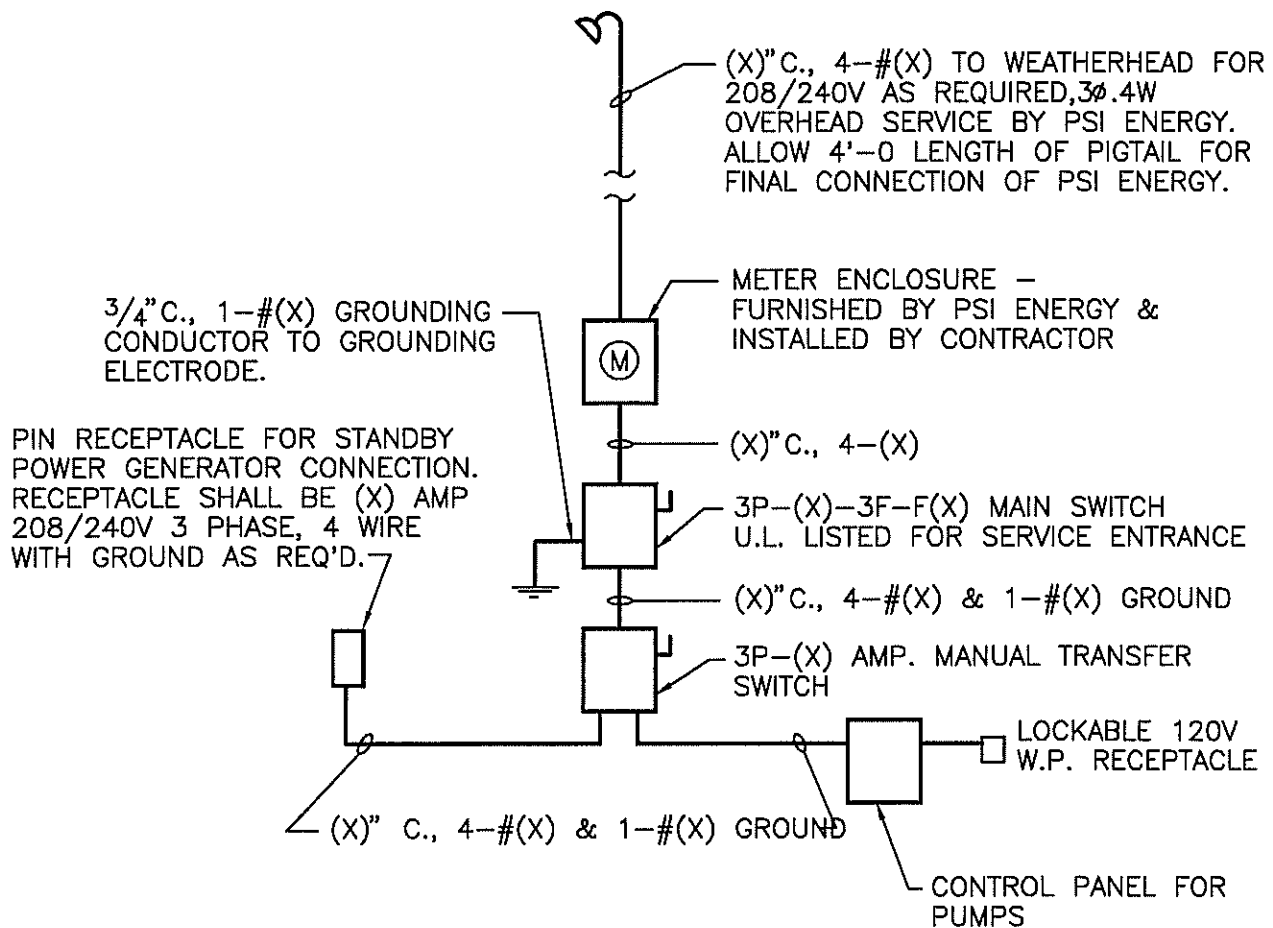 (X)"C., 4-#(X) TO WEATHERHEAD FOR
208/240V AS REQUIRED,3ø.4W
OVERHEAD SERVICE BY PSI ENERGY.
ALLOW 4'-0 LENGTH OF PIGTAIL FOR
FINAL CONNECTION OF PSI ENERGY.
METER ENCLOSURE -
FURNISHED BY PSI ENERGY &
INSTALLED BY CONTRACTOR
3/4"C., 1-#(X) GROUNDING
CONDUCTOR TO GROUNDING
ELECTRODE.
M
PIN RECEPTACLE FOR STANDBY
POWER GENERATOR CONNECTION.
RECEPTACLE SHALL BE (X) AMP
208/240V 3 PHASE, 4 WIRE
WITH GROUND AS REQ'D.
(X)"C., 4-(X)
3P-(X)-3F-F(X) MAIN SWITCH
U.L. LISTED FOR SERVICE ENTRANCE
(X)"C., 4-#(X) & 1-#(X) GROUND
3P-(X) AMP. MANUAL TRANSFER
SWITCH
LOCKABLE 120V
W.P. RECEPTACLE
(X)" C., 4-#(X) & 1-#(X) GROUND
CONTROL PANEL FOR
PUMPS